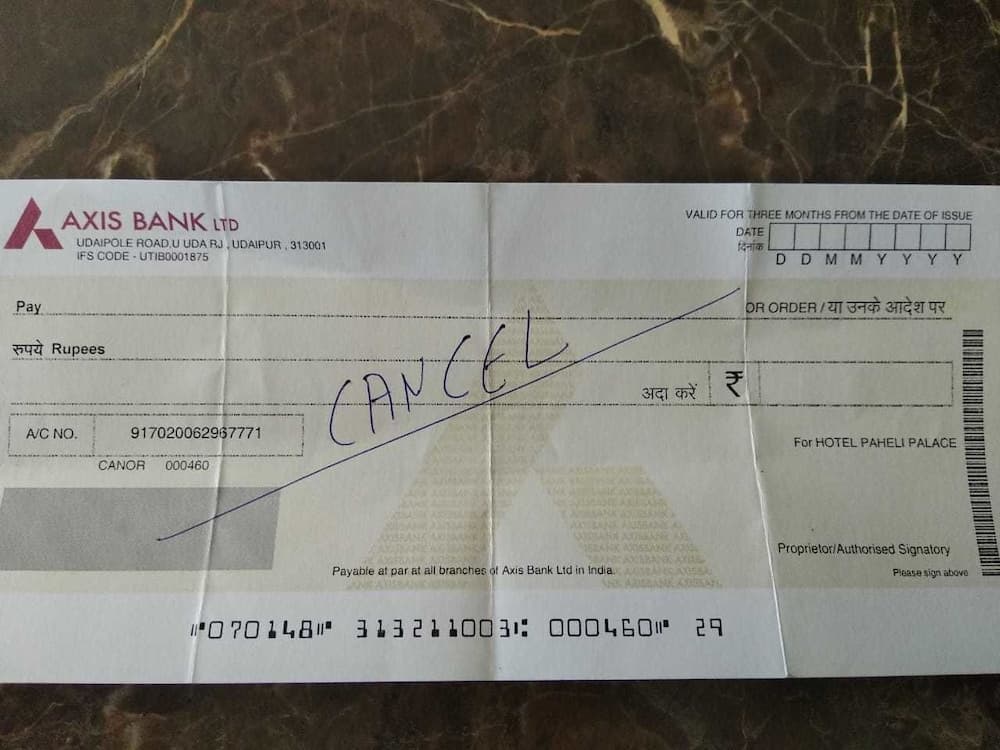 AXIS BANK LTD
UDAIPOLE ROAD,U UDA RJ , UDAIPUR , 313001
IFS CODE - UTIB0001875
VALID FOR THREE MONTHS FROM THE DATE OF ISSUE
DATE
दिनांक
D D M M Y Y Y Y
Pay
OR ORDER / या उनके आदेश पर
रुपये Rupees
CANCEL
अदा करें ₹
A/C NO. 917020062967771
CANOR 000460
For HOTEL PAHELI PALACE
Proprietor/Authorised Signatory
Please sign above
Payable at par at all branches of Axis Bank Ltd in India.
⑈070148⑈ 313211003⑆ 000460⑈ 29